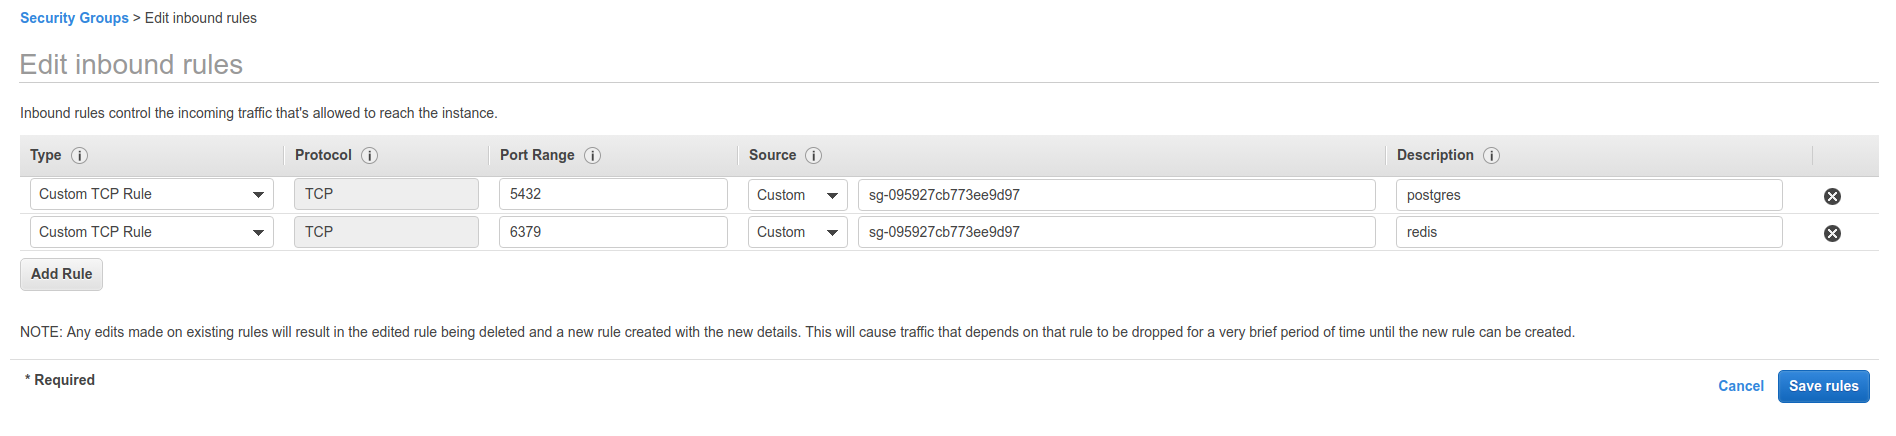 Security Groups > Edit inbound rules
Edit inbound rules
Inbound rules control the incoming traffic that's allowed to reach the instance.
Type i Protocol i Port Range i Source i Description i
Custom TCP Rule TCP 5432 Custom sg-095927cb773ee9d97 postgres
Custom TCP Rule TCP 6379 Custom sg-095927cb773ee9d97 redis
Add Rule
NOTE: Any edits made on existing rules will result in the edited rule being deleted and a new rule created with the new details. This will cause traffic that depends on that rule to be dropped for a very brief period of time until the new rule can be created.
* Required
Cancel Save rules